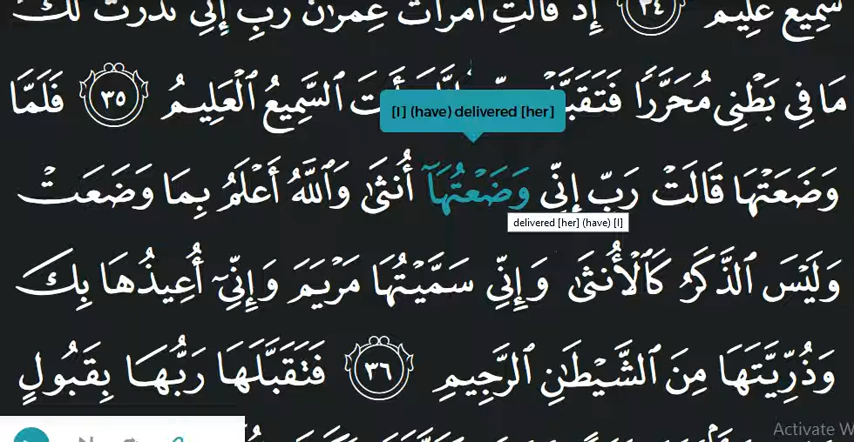 سَمِيعٌ عَلِيمٌ ٣٤ إِذْ قَالَتِ ٱمْرَأَتُ عِمْرَٰنَ رَبِّ إِنِّى نَذَرْتُ لَكَ
مَا فِى بَطْنِى مُحَرَّرًا فَتَقَبَّلْ أَنتَ ٱلسَّمِيعُ ٱلْعَلِيمُ ٣٥ فَلَمَّا
[I] (have) delivered [her]
وَضَعَتْهَا قَالَتْ رَبِّ إِنِّى وَضَعْتُهَآ أُنثَىٰ وَٱللَّهُ أَعْلَمُ بِمَا وَضَعَتْ
delivered [her] (have) [I]
وَلَيْسَ ٱلذَّكَرُ كَٱلْأُنثَىٰ وَإِنِّى سَمَّيْتُهَا مَرْيَمَ وَإِنِّىٓ أُعِيذُهَا بِكَ
وَذُرِّيَّتَهَا مِنَ ٱلشَّيْطَٰنِ ٱلرَّجِيمِ ٣٦ فَتَقَبَّلَهَا رَبُّهَا بِقَبُولٍ
Activate W